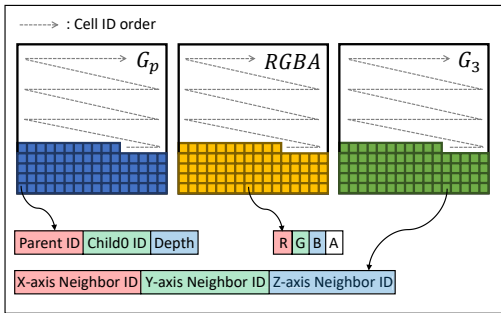 : Cell ID order
G_p RGBA G_3
Parent ID Child0 ID Depth R G B A
X-axis Neighbor ID Y-axis Neighbor ID Z-axis Neighbor ID